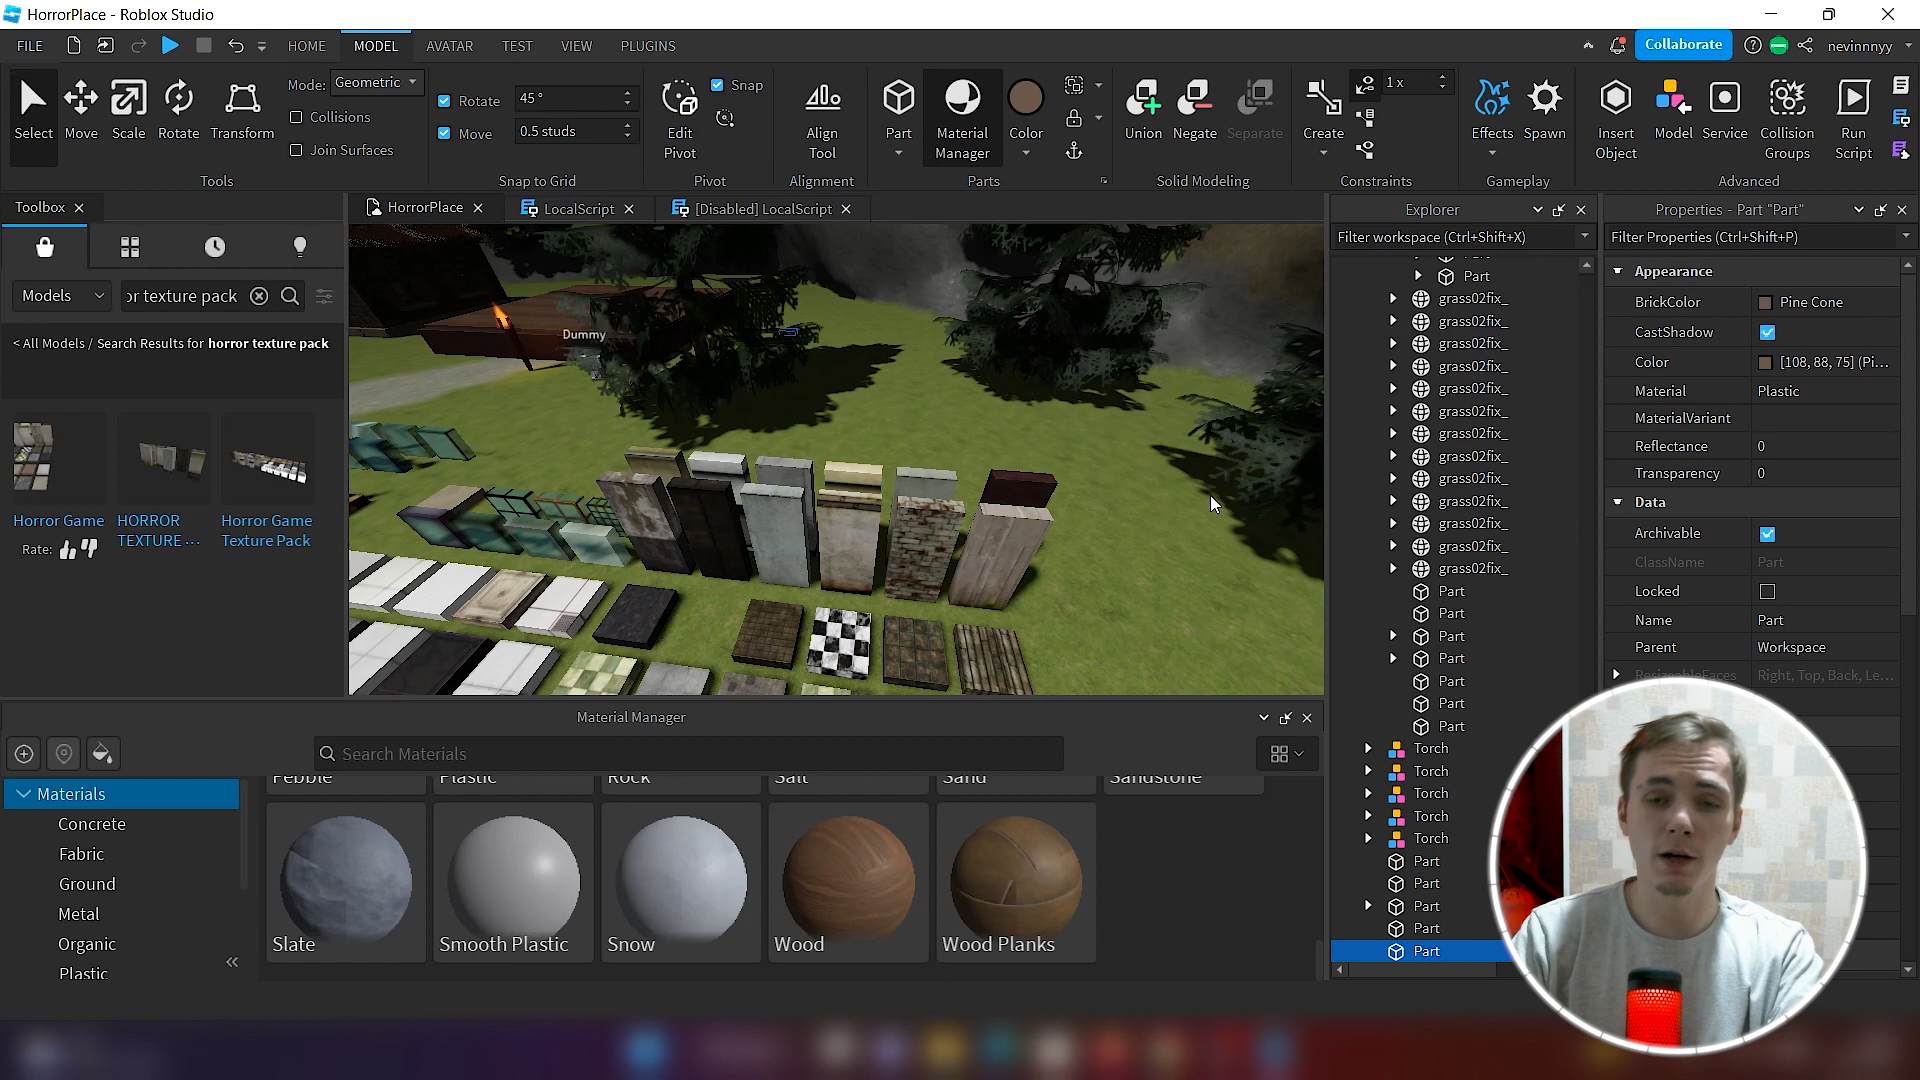 HorrorPlace - Roblox Studio
FILE
HOME
MODEL
AVATAR
TEST
VIEW
PLUGINS
Collaborate
nevinnnyy
Select
Move
Scale
Rotate
Transform
Mode:
Geometric
Collisions
Join Surfaces
Tools
Rotate
45 °
Move
0.5 studs
Snap to Grid
Edit
Pivot
Snap
Pivot
Align
Tool
Alignment
Part
Material
Manager
Color
Parts
Union
Negate
Separate
Solid Modeling
Create
1 x
Constraints
Effects
Spawn
Gameplay
Insert
Object
Model
Service
Collision
Groups
Run
Script
Advanced
Toolbox
Models
or texture pack
< All Models / Search Results for horror texture pack
Horror Game
Rate:
HORROR
TEXTURE ...
Horror Game
Texture Pack
HorrorPlace
LocalScript
[Disabled] LocalScript
Dummy
Material Manager
Search Materials
Materials
Concrete
Fabric
Ground
Metal
Organic
Plastic
Pebble
Plastic
Rock
Salt
Sand
Sandstone
Slate
Smooth Plastic
Snow
Wood
Wood Planks
Explorer
Filter workspace (Ctrl+Shift+X)
Part
Part
grass02fix_
grass02fix_
grass02fix_
grass02fix_
grass02fix_
grass02fix_
grass02fix_
grass02fix_
grass02fix_
grass02fix_
grass02fix_
grass02fix_
grass02fix_
Part
Part
Part
Part
Part
Part
Part
Torch
Torch
Torch
Torch
Torch
Part
Part
Part
Part
Part
Properties - Part "Part"
Filter Properties (Ctrl+Shift+P)
Appearance
BrickColor
Pine Cone
CastShadow
Color
[108, 88, 75] (Pi...
Material
Plastic
MaterialVariant
Reflectance
0
Transparency
0
Data
Archivable
ClassName
Part
Locked
Name
Part
Parent
Workspace
ResizeableFaces
Right, Top, Back, Le...